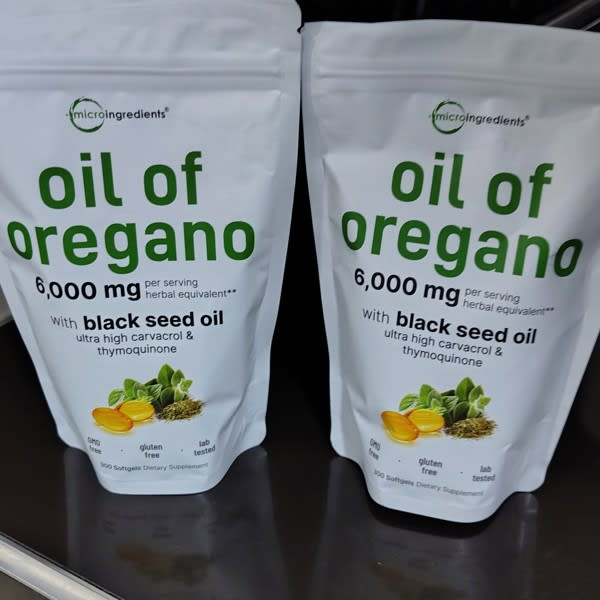 microingredients®
oil of
oregano
6,000 mg per serving
herbal equivalent**
with black seed oil
ultra high carvacrol &
thymoquinone
GMO free · gluten free · lab tested
300 Softgels Dietary Supplement
microingredients®
oil of
oregano
6,000 mg per serving
herbal equivalent**
with black seed oil
ultra high carvacrol &
thymoquinone
GMO free · gluten free · lab tested
300 Softgels Dietary Supplement